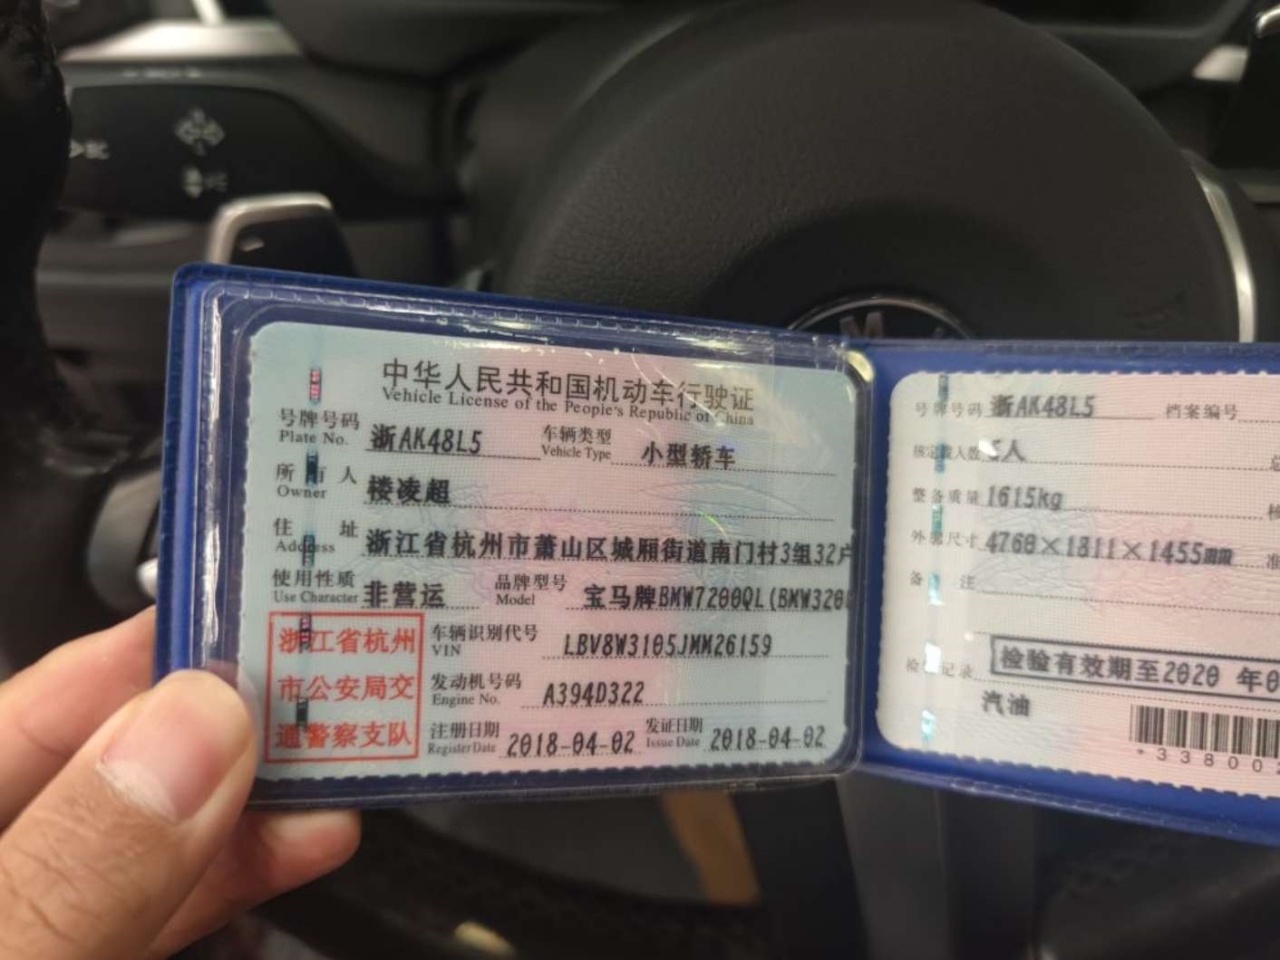 中华人民共和国机动车行驶证
Vehicle License of the People's Republic of China
号牌号码 浙AK48L5 车辆类型 小型轿车
Plate No. Vehicle Type
所有人 楼凌超
Owner
住址 浙江省杭州市萧山区城厢街道南门村3组32户
Address
使用性质 非营运 品牌型号 宝马牌BMW7200QL(BMW320
Use Character Model
浙江省杭州
市公安局交
通警察支队
车辆识别代号 LBV8W3105JMM26159
VIN
发动机号码 A394D322
Engine No.
注册日期 2018-04-02 发证日期 2018-04-02
Register Date Issue Date
号牌号码 浙AK48L5 档案编号
核定载人数 5人
整备质量 1615kg
外廓尺寸 4760×1811×1455mm
备注
检验记录 检验有效期至2020 年0
汽油
*33800